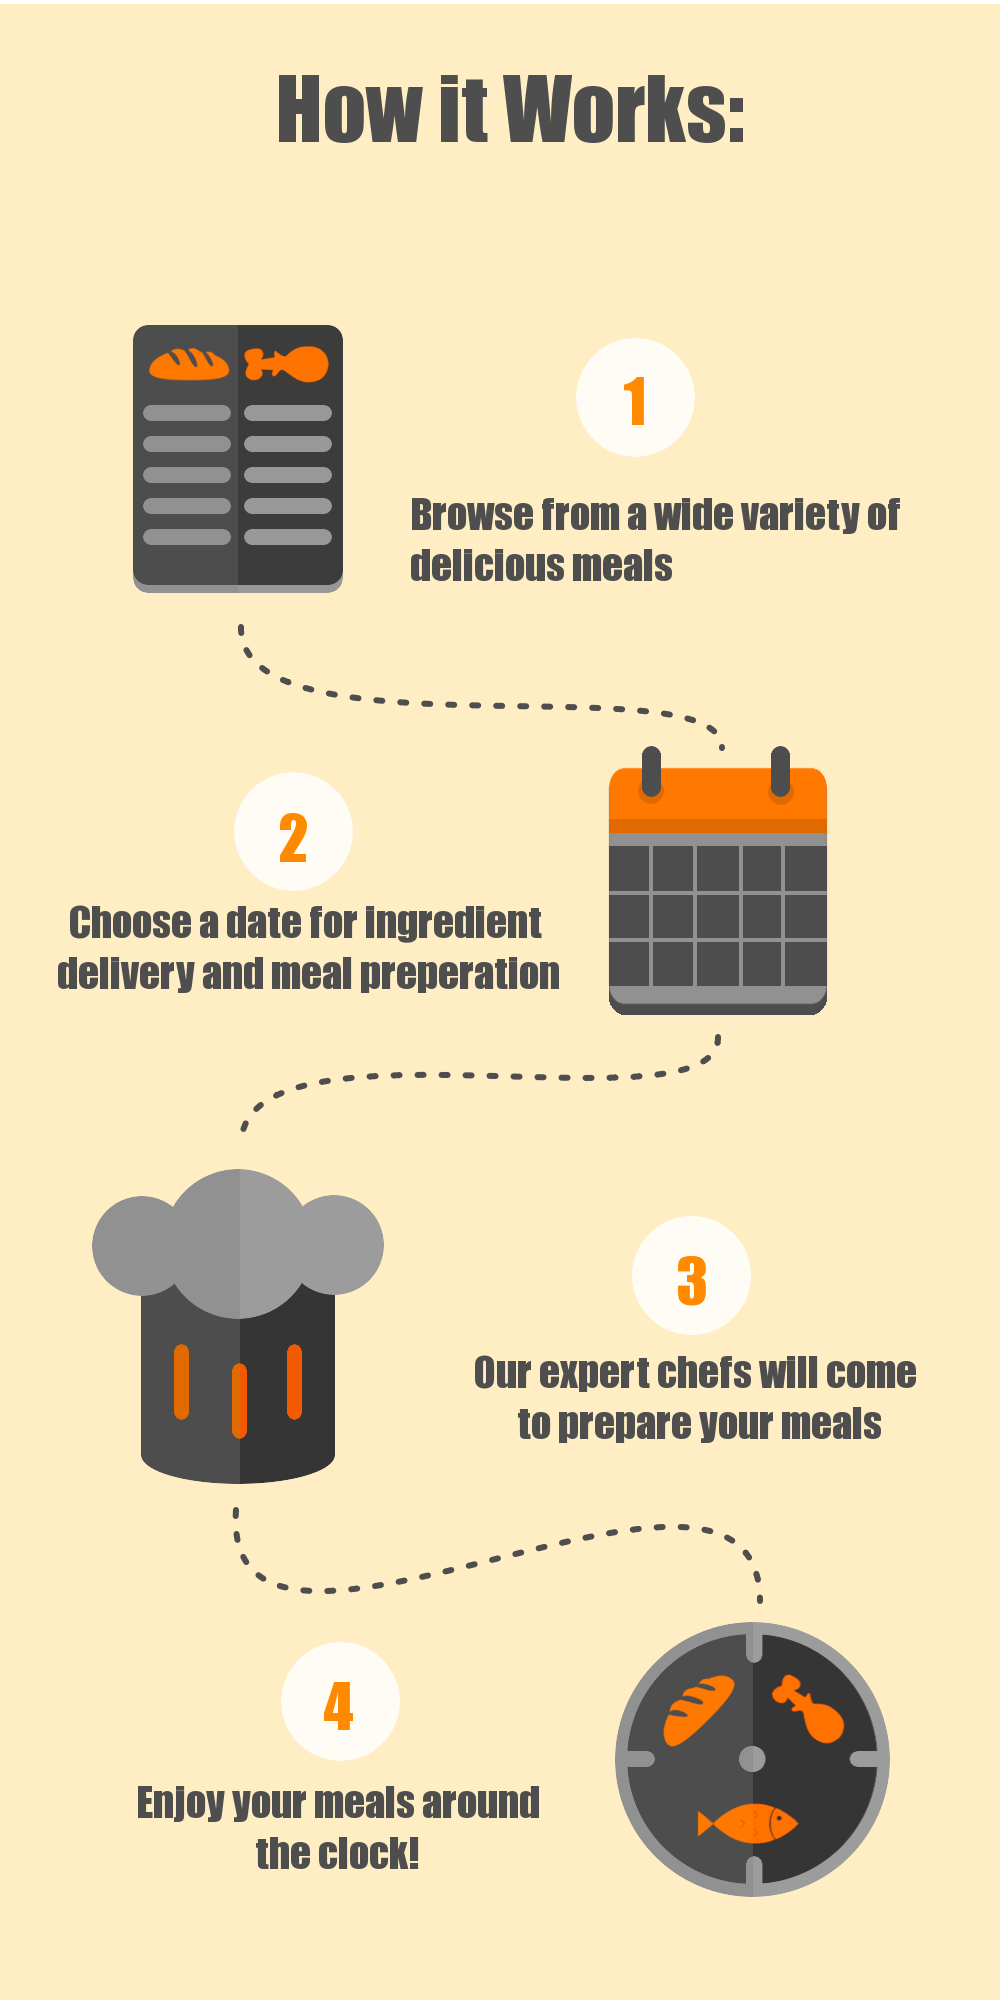 How it Works:
1
Browse from a wide variety of
delicious meals
2
Choose a date for ingredient
delivery and meal preperation
3
Our expert chefs will come
to prepare your meals
4
Enjoy your meals around
the clock!